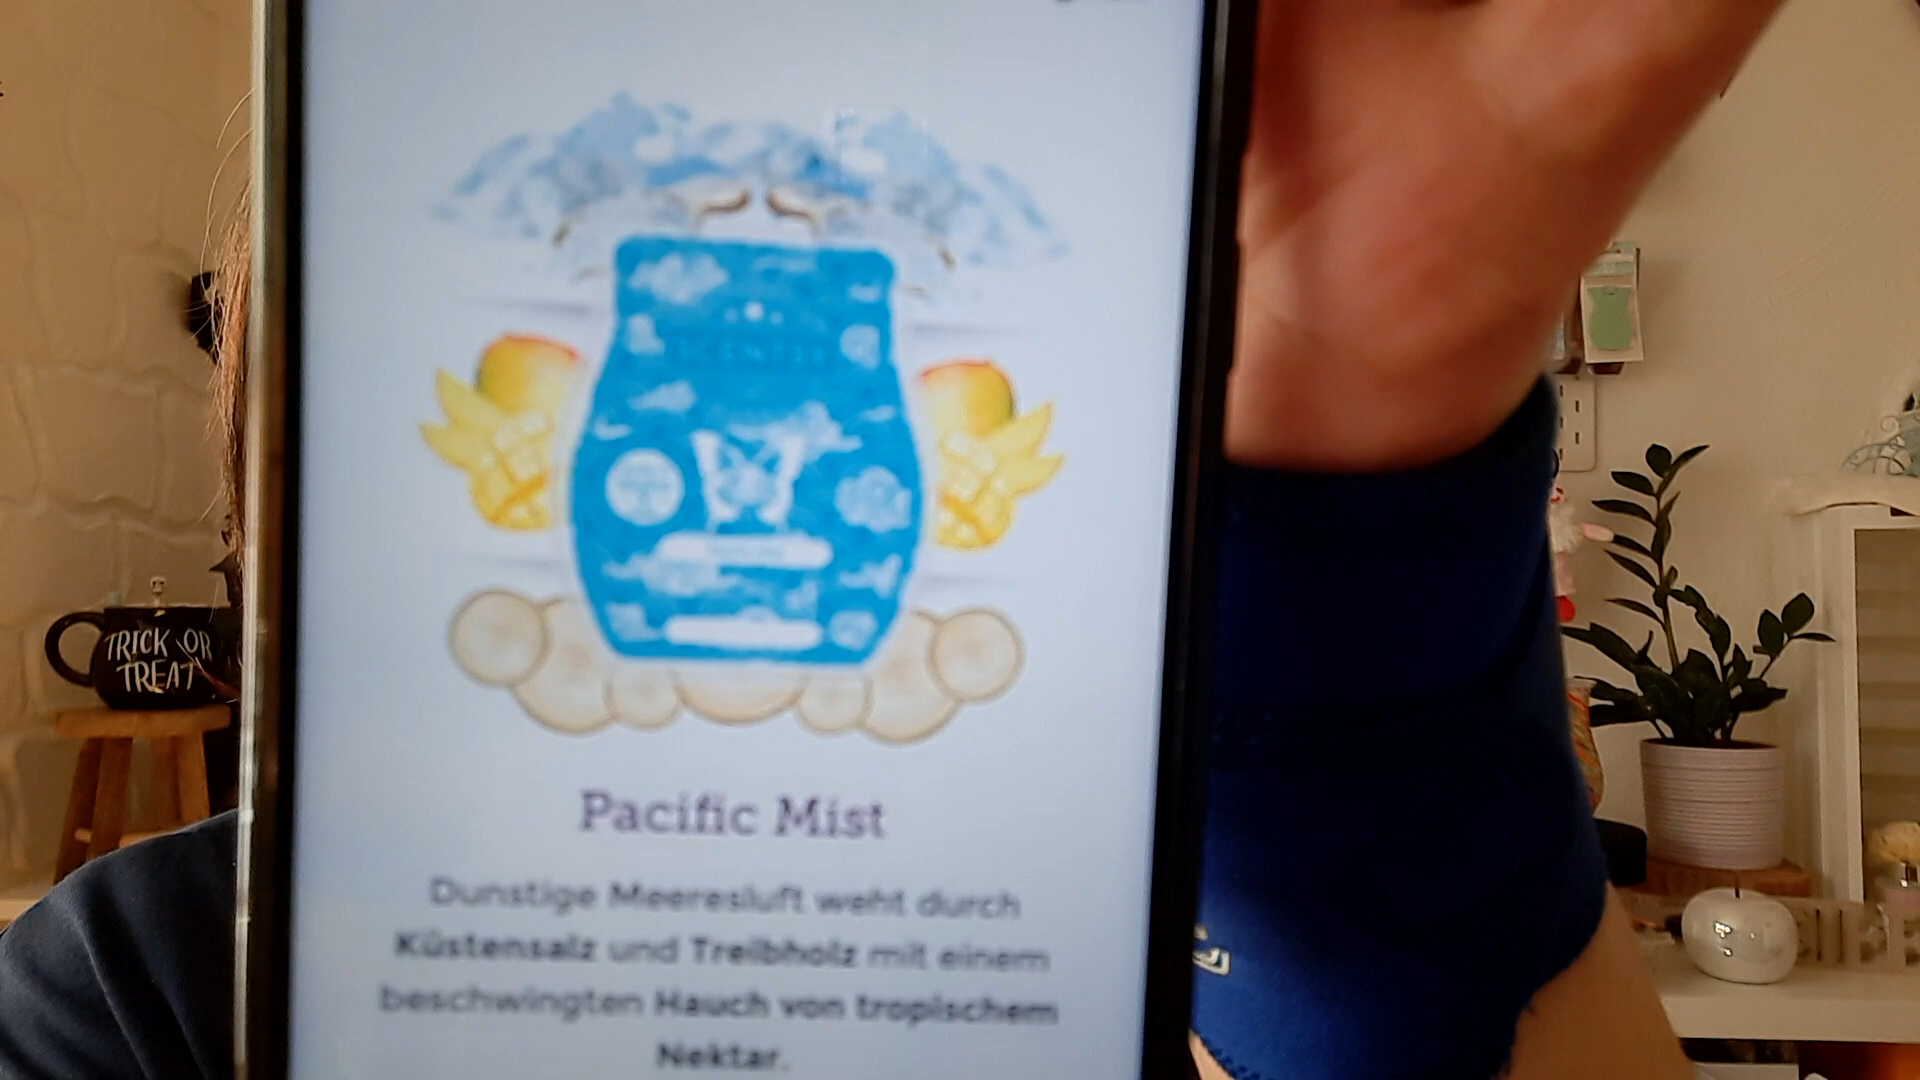 SCENTSY
Pacific Mist
Dunstige Meeresluft weht durch
Küstensalz und Treibholz mit einem
beschwingten Hauch von tropischem
Nektar.
TRICK OR
TREAT